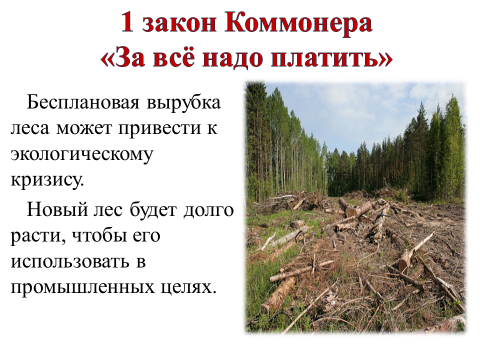 1 закон Коммонера
«За всё надо платить»
Бесплановая вырубка
леса может привести к
экологическому
кризису.
Новый лес будет долго
расти, чтобы его
использовать в
промышленных целях.